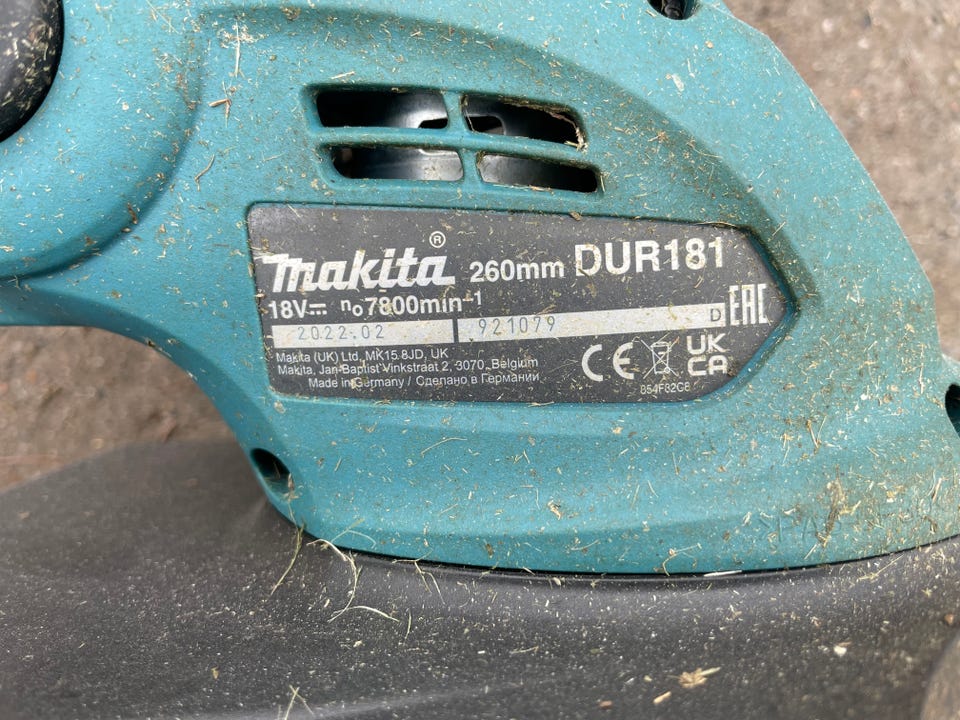 makita® 260mm DUR181
18V⎓ n₀7800min⁻¹
2022.02 921079 D EAC
Makita (UK) Ltd, MK15 8JD, UK
Makita, Jan-Baptist Vinkstraat 2, 3070, Belgium
Made in Germany / Сделано в Германии
CE UK
CA
854F82C8